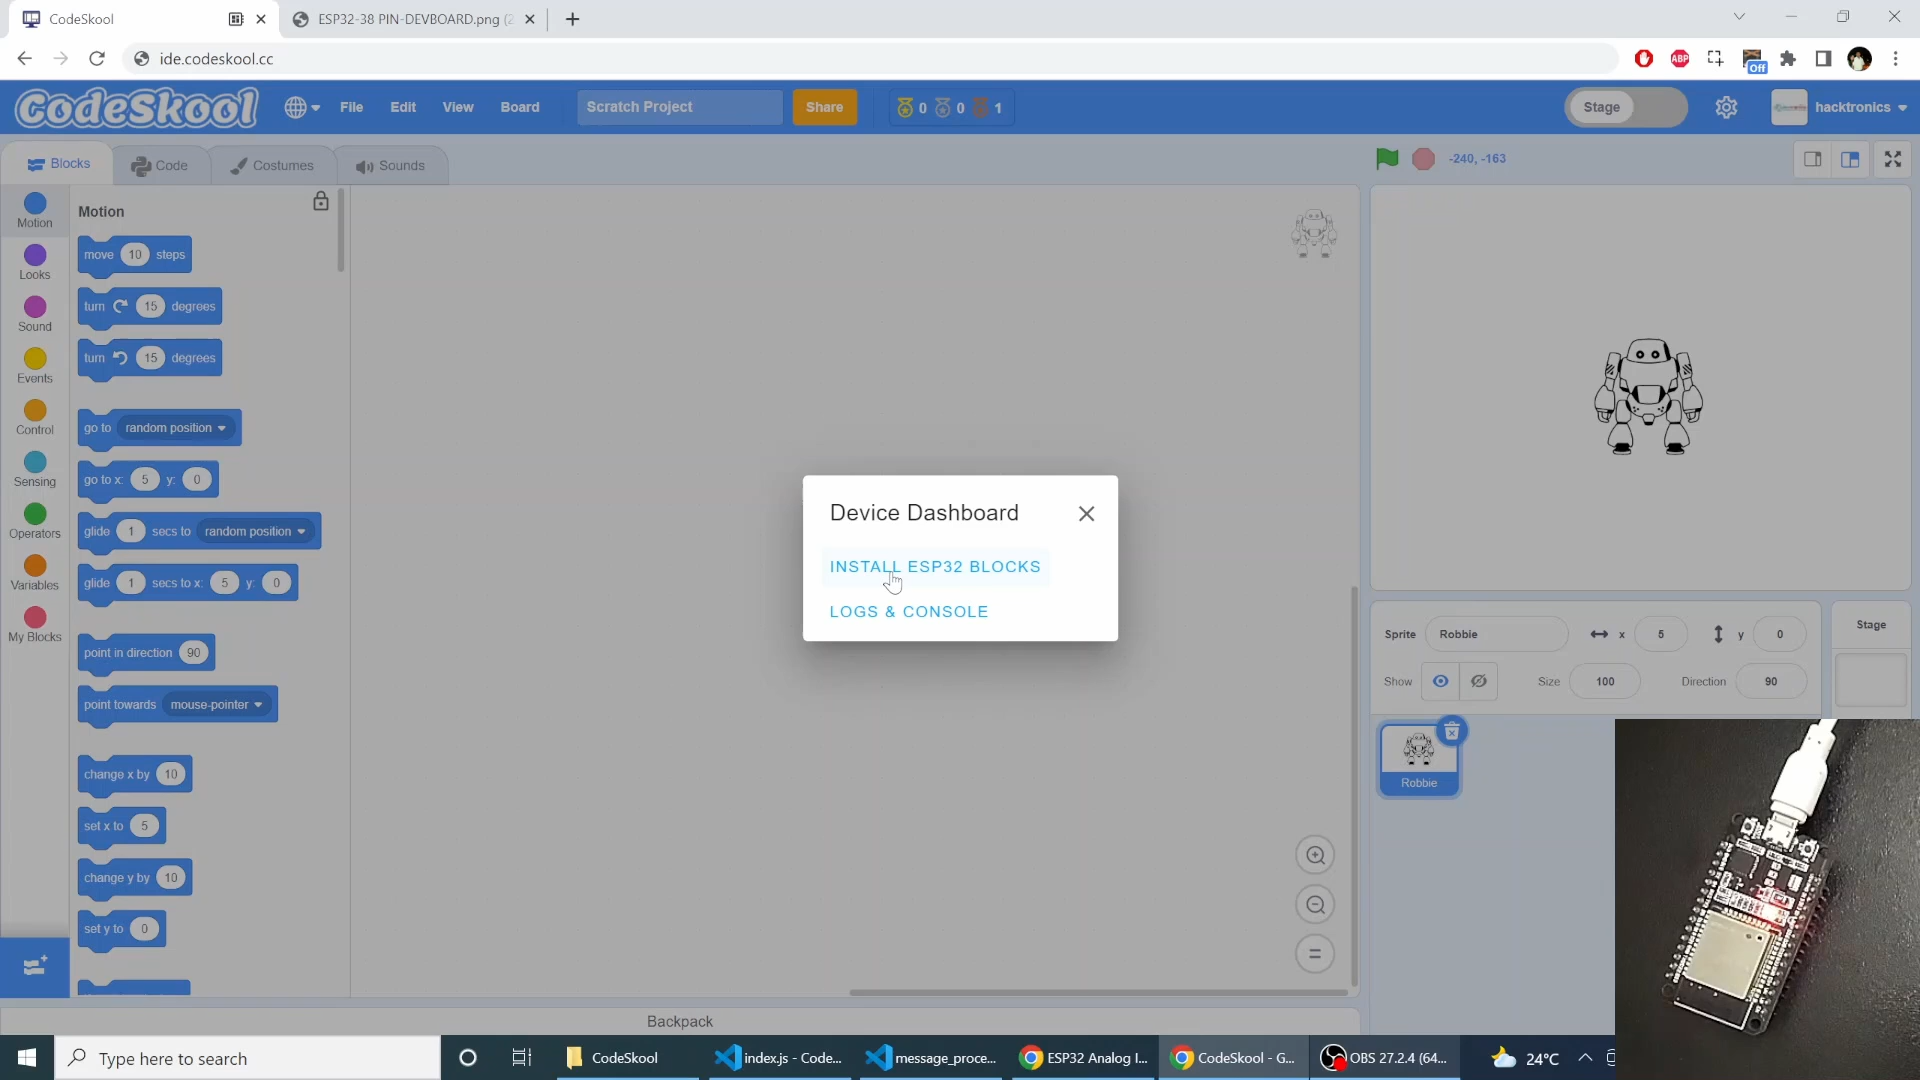 CodeSkool
ESP32-38 PIN-DEVBOARD.png (2
ide.codeskool.cc
ABP
Off
CodeSkool
File
Edit
View
Board
Scratch Project
Share
0
0
1
Stage
hacktronics
Blocks
Code
Costumes
Sounds
-240, -163
Motion
Looks
Sound
Events
Control
Sensing
Operators
Variables
My Blocks
Motion
move 10 steps
turn 15 degrees
turn 15 degrees
go to random position
go to x: 5 y: 0
glide 1 secs to random position
glide 1 secs to x: 5 y: 0
point in direction 90
point towards mouse-pointer
change x by 10
set x to 5
change y by 10
set y to 0
Device Dashboard
INSTALL ESP32 BLOCKS
LOGS & CONSOLE
Sprite Robbie x 5 y 0
Show Size 100 Direction 90
Stage
Robbie
Backpack
Type here to search
CodeSkool
index.js - Code...
message_proce...
ESP32 Analog I...
CodeSkool - G...
OBS 27.2.4 (64...
24°C